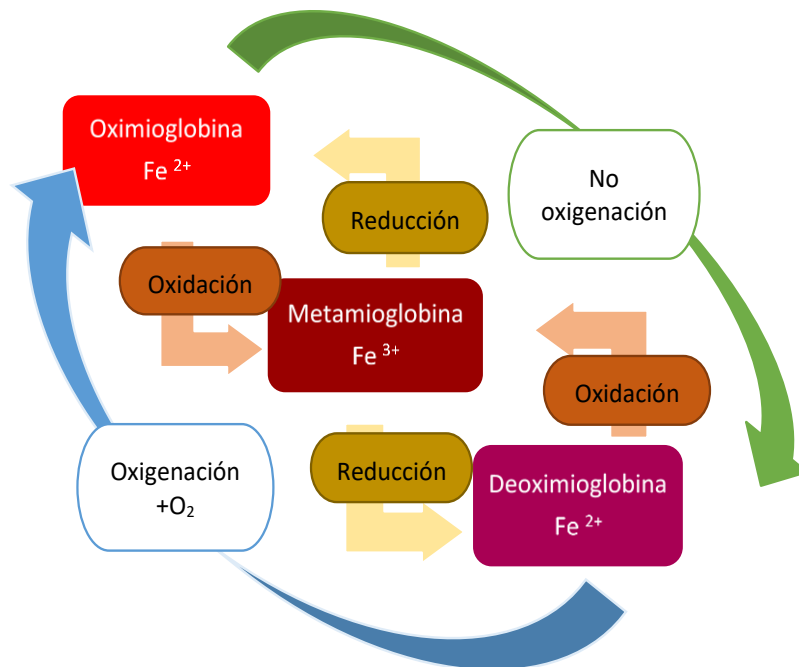 Oximioglobina
Fe 2+
No
oxigenación
Reducción
Oxidación
Metamioglobina
Fe 3+
Oxidación
Oxigenación
+O₂
Reducción
Deoximioglobina
Fe 2+